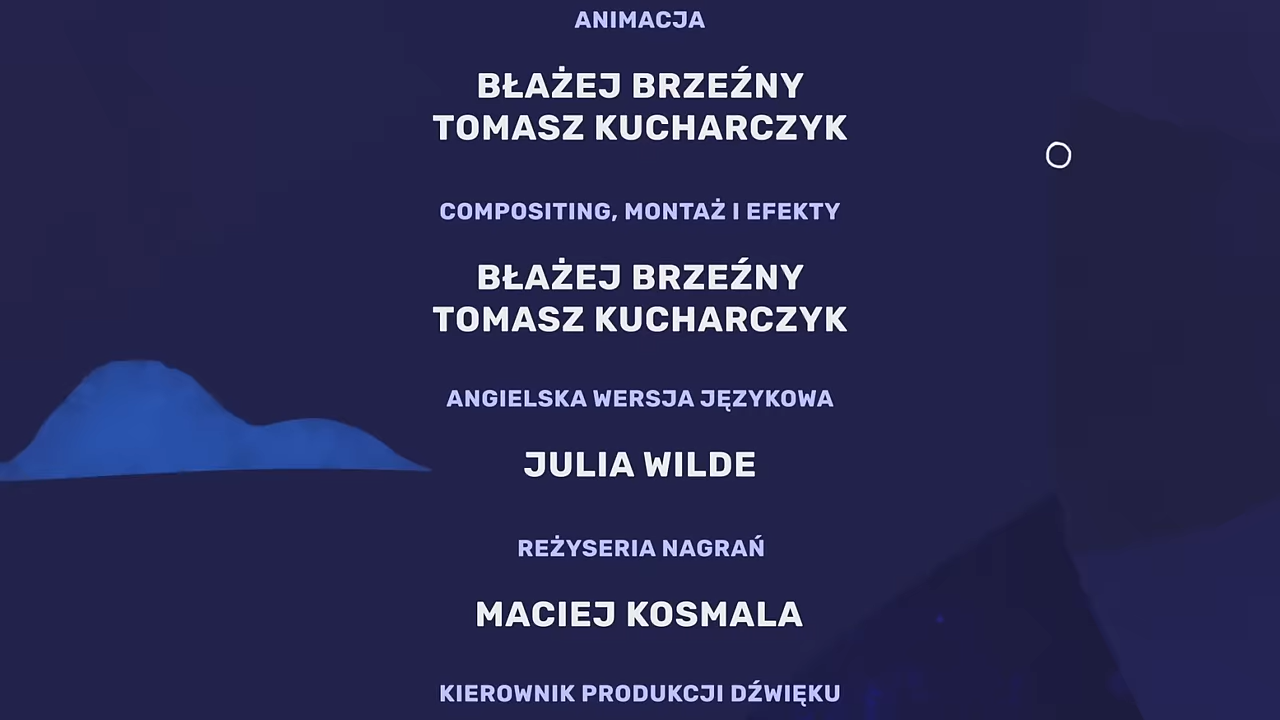 ANIMACJA
BŁAŻEJ BRZEŹNY
TOMASZ KUCHARCZYK
COMPOSITING, MONTAŻ I EFEKTY
BŁAŻEJ BRZEŹNY
TOMASZ KUCHARCZYK
ANGIELSKA WERSJA JĘZYKOWA
JULIA WILDE
REŻYSERIA NAGRAŃ
MACIEJ KOSMALA
KIEROWNIK PRODUKCJI DŹWIĘKU